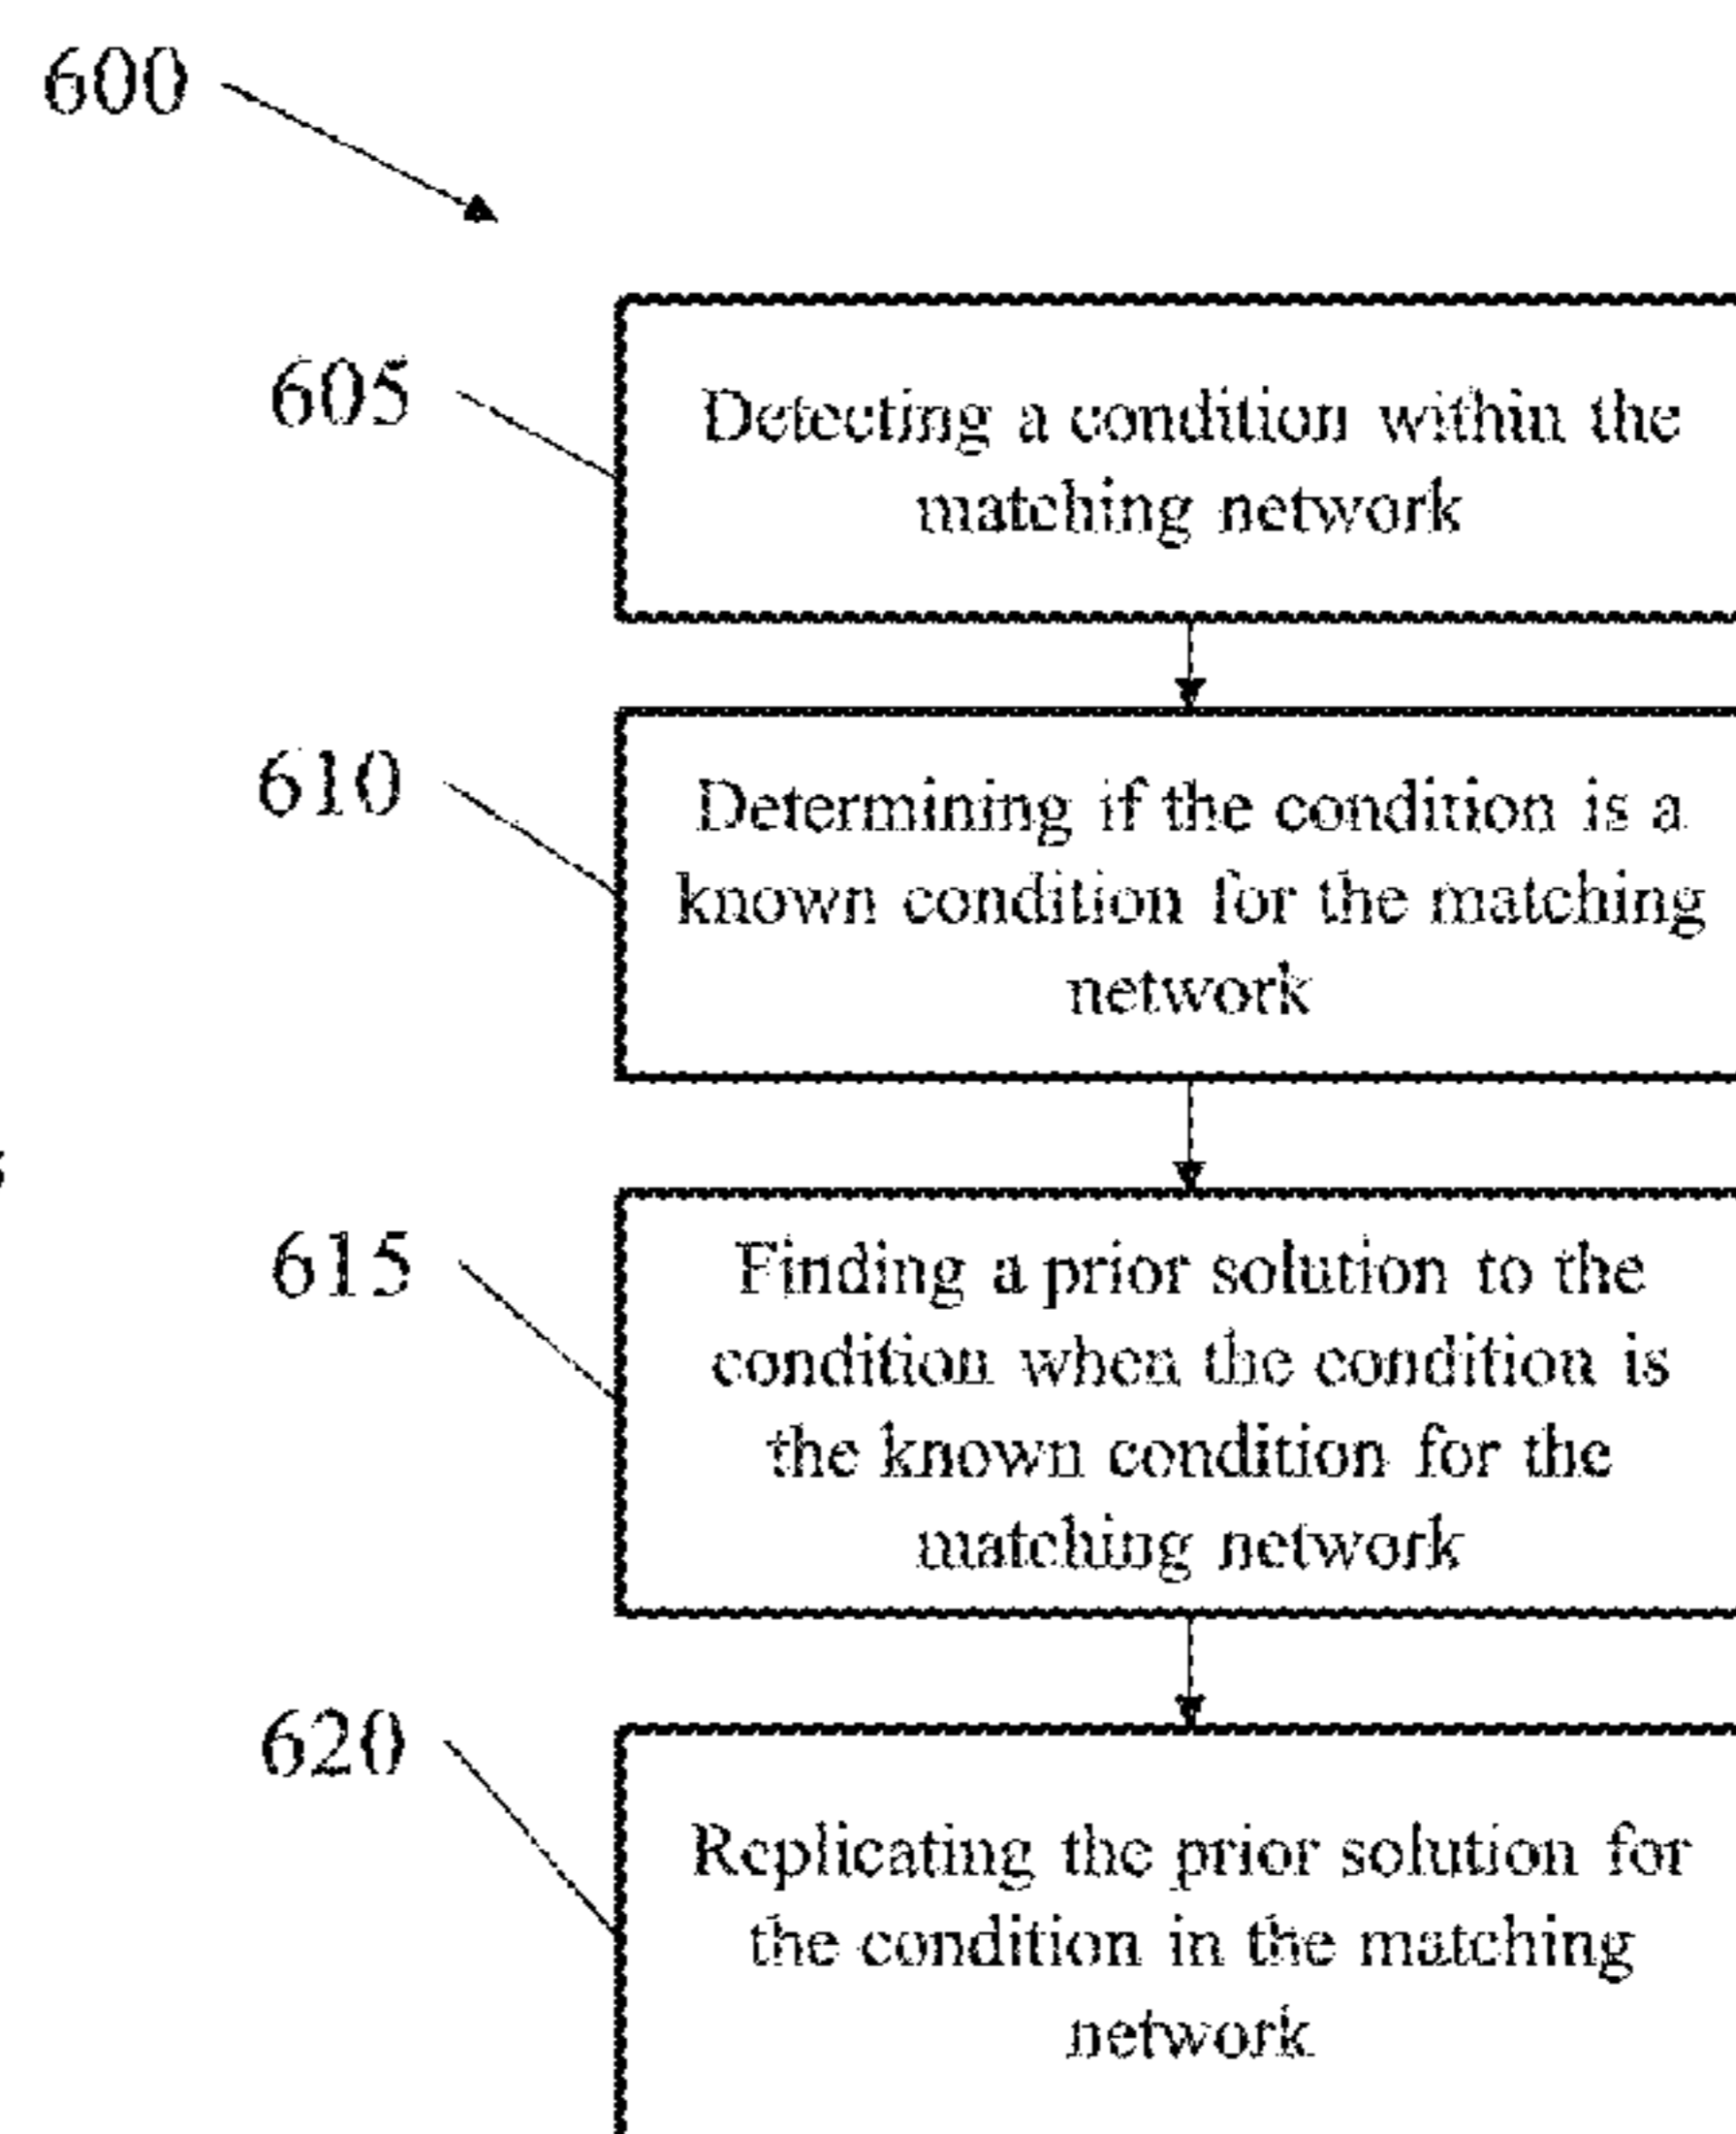 600
605
Detecting a condition within the
matching network
610
Determining if the condition is a
known condition for the matching
network
615
Finding a prior solution to the
condition when the condition is
the known condition for the
matching network
620
Replicating the prior solution for
the condition in the matching
network